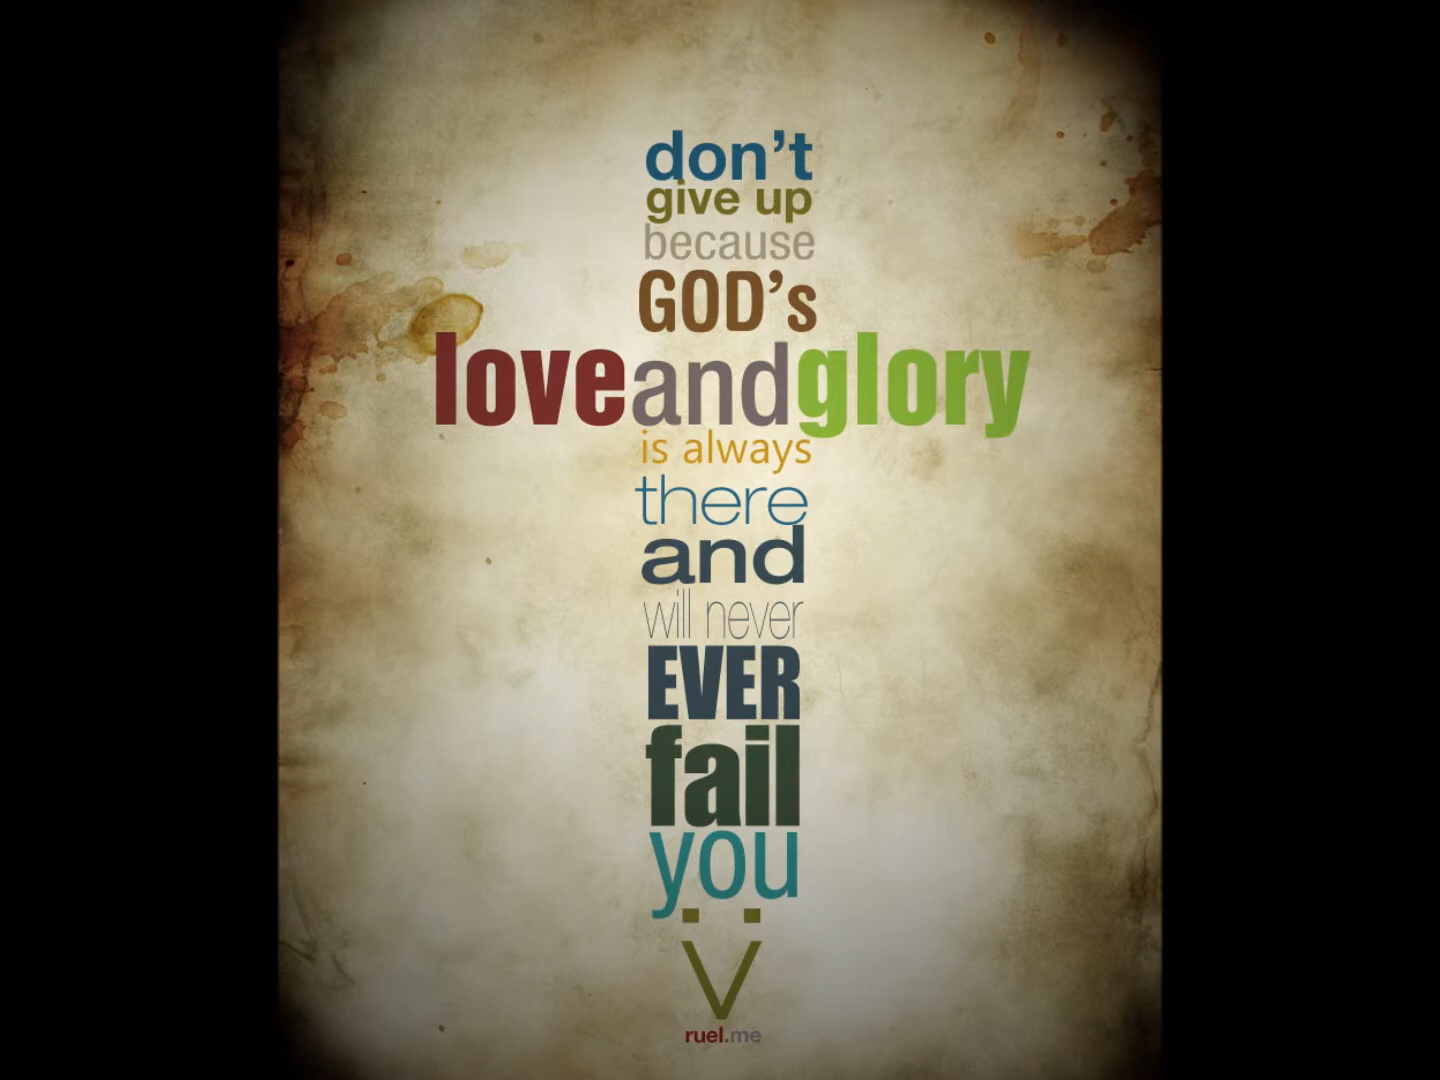 don't
give up
because
GOD's
loveandglory
is always
there
and
will never
EVER
fail
you
:V
ruel.me